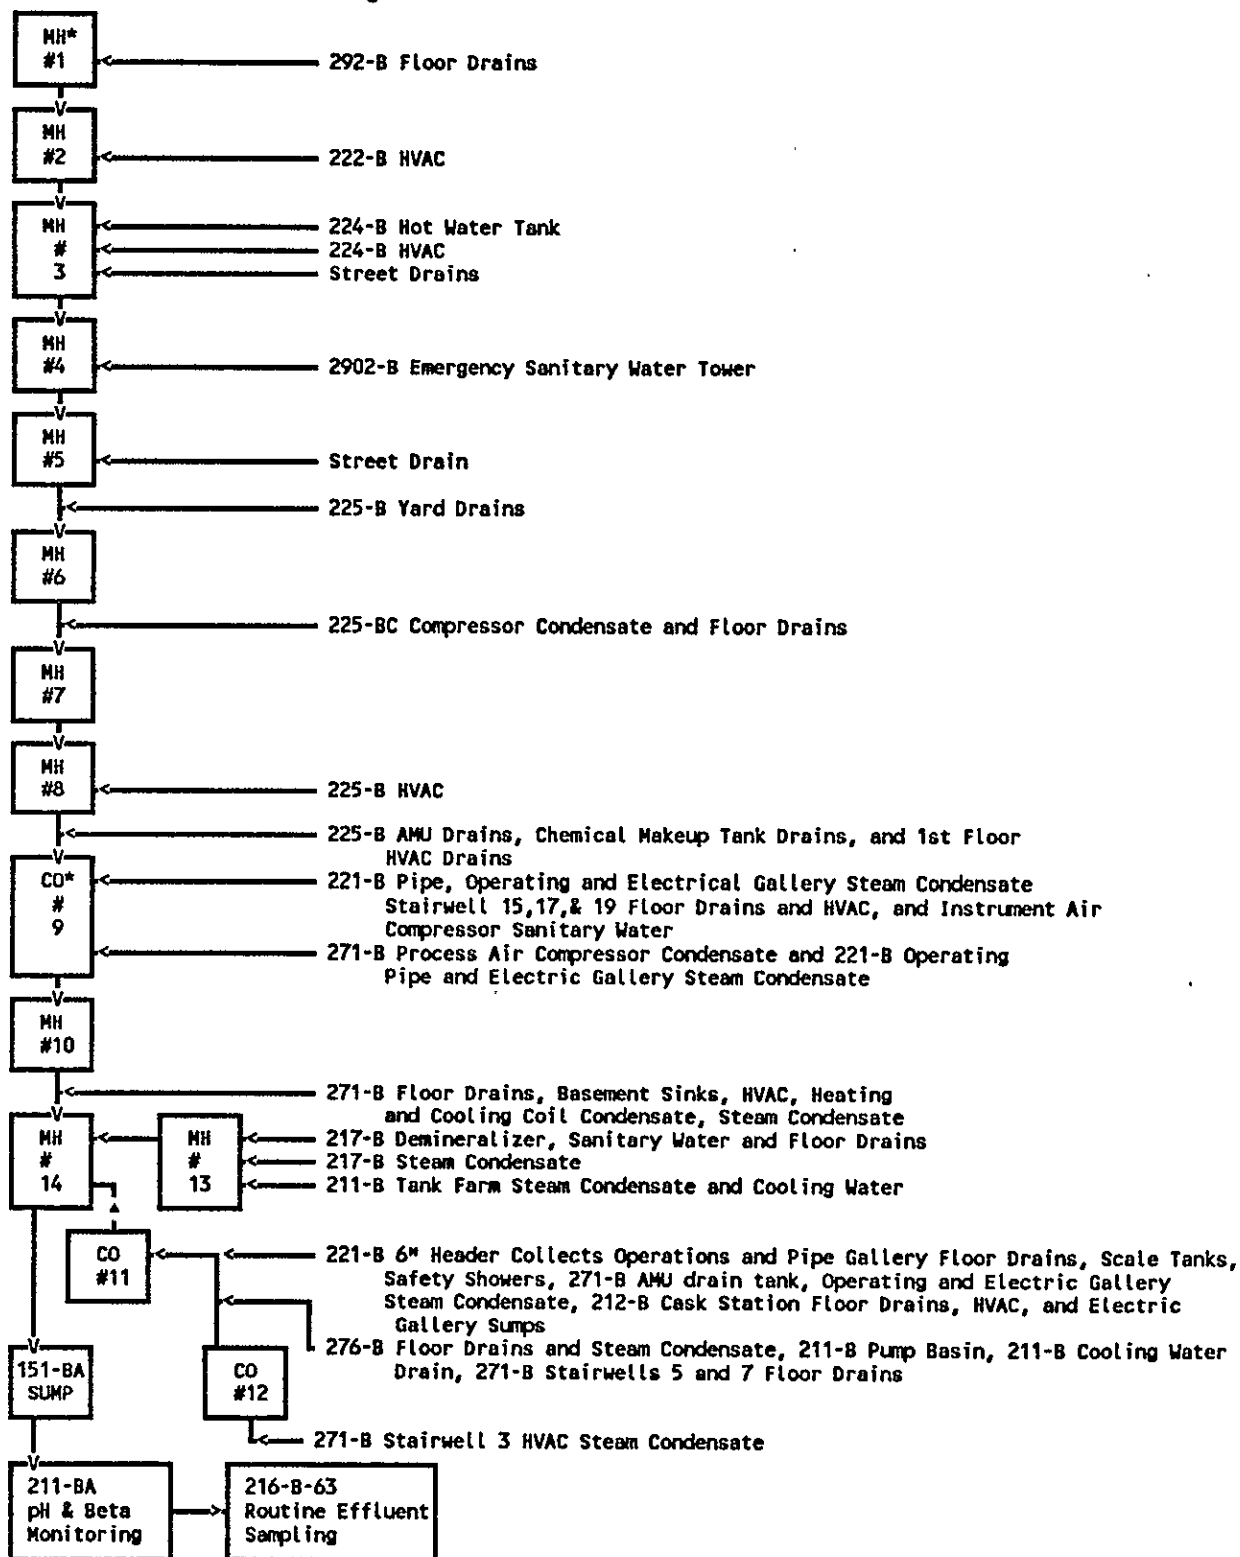 MH*
#1
292-B Floor Drains
MH
#2
222-B HVAC
MH
#
3
224-B Hot Water Tank
224-B HVAC
Street Drains
MH
#4
2902-B Emergency Sanitary Water Tower
MH
#5
Street Drain
225-B Yard Drains
MH
#6
225-BC Compressor Condensate and Floor Drains
MH
#7
MH
#8
225-B HVAC
225-B AMU Drains, Chemical Makeup Tank Drains, and 1st Floor
HVAC Drains
CO*
#
9
221-B Pipe, Operating and Electrical Gallery Steam Condensate
Stairwell 15,17,& 19 Floor Drains and HVAC, and Instrument Air
Compressor Sanitary Water
271-B Process Air Compressor Condensate and 221-B Operating
Pipe and Electric Gallery Steam Condensate
MH
#10
271-B Floor Drains, Basement Sinks, HVAC, Heating
and Cooling Coil Condensate, Steam Condensate
MH
#
14
MH
#
13
217-B Demineralizer, Sanitary Water and Floor Drains
217-B Steam Condensate
211-B Tank Farm Steam Condensate and Cooling Water
CO
#11
221-B 6" Header Collects Operations and Pipe Gallery Floor Drains, Scale Tanks,
Safety Showers, 271-B AMU drain tank, Operating and Electric Gallery
Steam Condensate, 212-B Cask Station Floor Drains, HVAC, and Electric
Gallery Sumps
276-B Floor Drains and Steam Condensate, 211-B Pump Basin, 211-B Cooling Water
Drain, 271-B Stairwells 5 and 7 Floor Drains
151-BA
SUMP
CO
#12
271-B Stairwell 3 HVAC Steam Condensate
211-BA
pH & Beta
Monitoring
216-B-63
Routine Effluent
Sampling